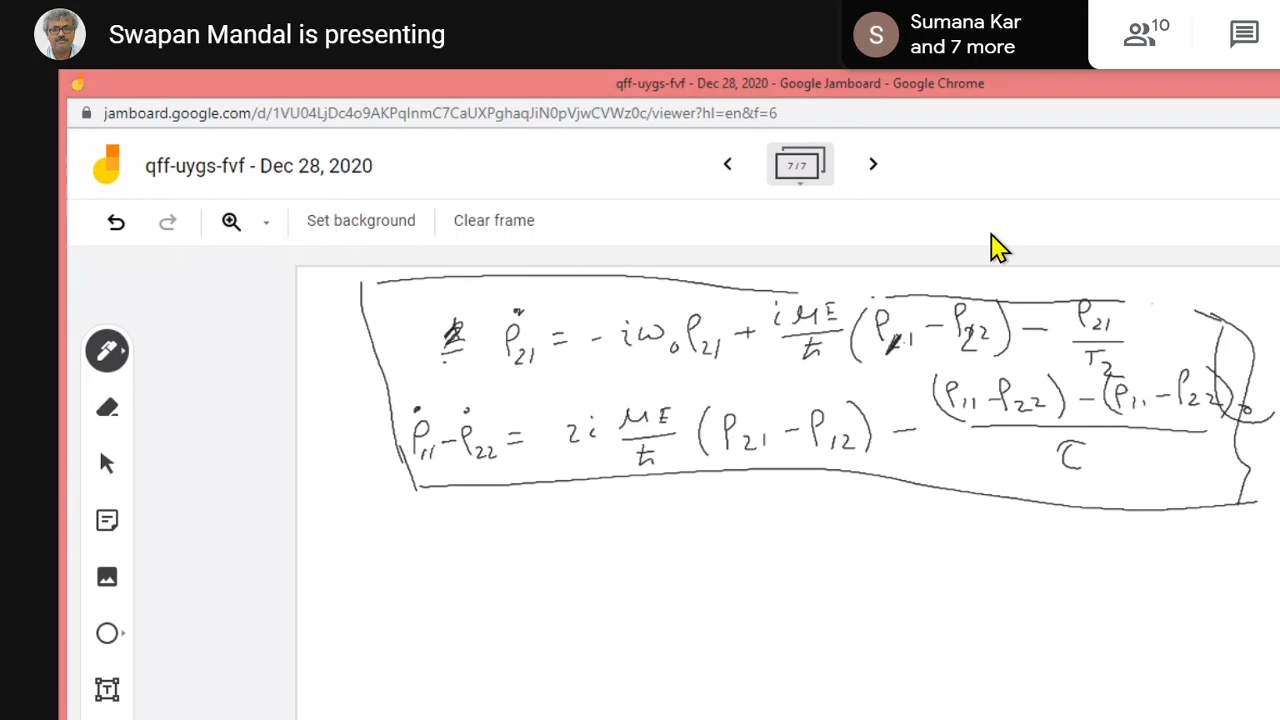 Swapan Mandal is presenting
S
Sumana Kar
and 7 more
10
qff-uygs-fvf - Dec 28, 2020 - Google Jamboard - Google Chrome
jamboard.google.com/d/1VU04LjDc4o9AKPqInmC7CaUXPghaqJiN0pVjwCVWz0c/viewer?hl=en&f=6
qff-uygs-fvf - Dec 28, 2020
7 / 7
Set background
Clear frame
ρ̇₂₁ = - iω₀ρ₂₁ + iμE/ħ (ρ₁₁ - ρ₂₂) - ρ₂₁/T₂
ρ̇₁₁ - ρ̇₂₂ = 2i μE/ħ (ρ₂₁ - ρ₁₂) - ((ρ₁₁ - ρ₂₂) - (ρ₁₁ - ρ₂₂)₀)/τ